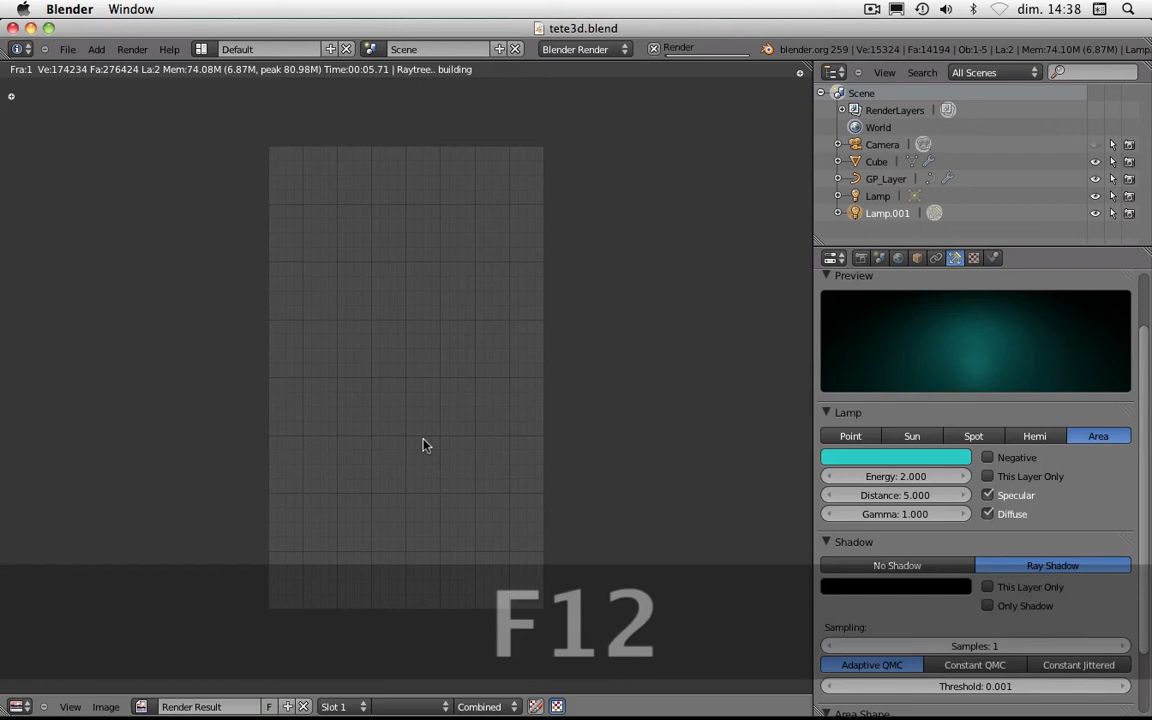 Blender Window dim. 14:38
tete3d.blend
File Add Render Help Default Scene Blender Render Render blender.org 259 | Ve:15324 | Fa:14194 | Ob:1-5 | La:2 | Mem:74.10M (6.87M) | Lamp.
Fra:1 Ve:174234 Fa:276424 La:2 Mem:74.08M (6.87M, peak 80.98M) Time:00:05.71 | Raytree.. building
View Search All Scenes
Scene
RenderLayers
World
Camera
Cube
GP_Layer
Lamp
Lamp.001
Preview
Lamp
Point Sun Spot Hemi Area
Negative
Energy: 2.000 This Layer Only
Distance: 5.000 Specular
Gamma: 1.000 Diffuse
Shadow
No Shadow Ray Shadow
This Layer Only
Only Shadow
Sampling:
Samples: 1
Adaptive QMC Constant QMC Constant Jittered
Threshold: 0.001
Area Shape
F12
View Image Render Result F Slot 1 Combined